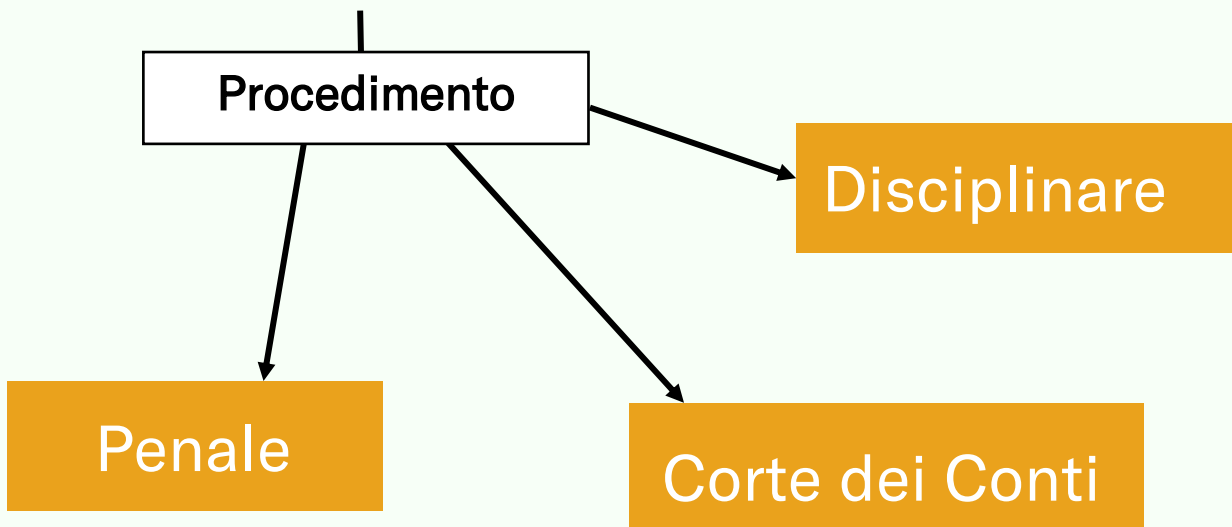 Procedimento
Disciplinare
Penale
Corte dei Conti